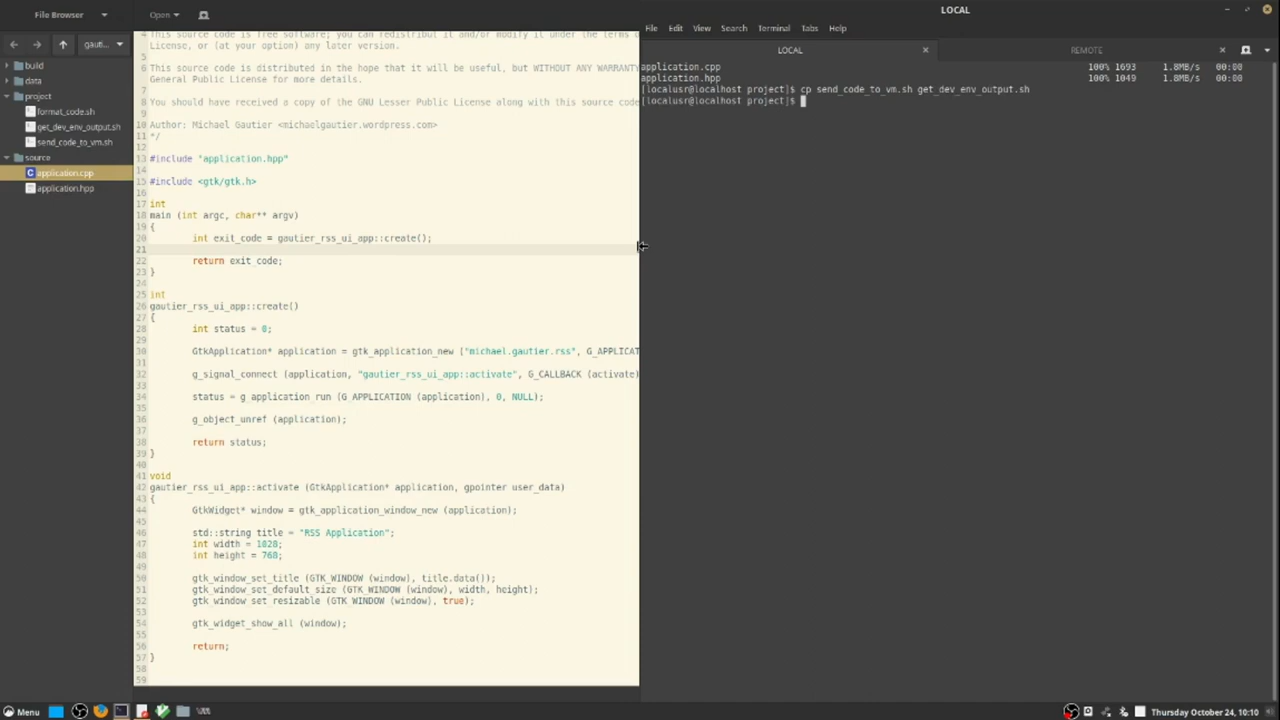 File Browser
Open
LOCAL
File Edit View Search Terminal Tabs Help
gauti...
LOCAL
REMOTE
build
data
project
format_code.sh
get_dev_env_output.sh
send_code_to_vm.sh
source
application.cpp
application.hpp
4 This source code is free software; you can redistribut it and/or modify it under the terms o
License, or (at your option) any later version.
5
6 This source code is distributed in the hope that it will be useful, but WITHOUT ANY WARRANTY
General Public License for more details.
7
8 You should have received a copy of the GNU Lesser Public License along with this source code
9
10 Author: Michael Gautier <michaelgautier.wordpress.com>
11 */
12
13 #include "application.hpp"
14
15 #include <gtk/gtk.h>
16
17 int
18 main (int argc, char** argv)
19 {
20 int exit_code = gautier_rss_ui_app::create();
21
22 return exit_code;
23 }
24
25 int
26 gautier_rss_ui_app::create()
27 {
28 int status = 0;
29
30 GtkApplication* application = gtk_application_new ("michael.gautier.rss", G_APPLICAT
31
32 g_signal_connect (application, "gautier_rss_ui_app::activate", G_CALLBACK (activate)
33
34 status = g_application_run (G_APPLICATION (application), 0, NULL);
35
36 g_object_unref (application);
37
38 return status;
39 }
40
41 void
42 gautier_rss_ui_app::activate (GtkApplication* application, gpointer user_data)
43 {
44 GtkWidget* window = gtk_application_window_new (application);
45
46 std::string title = "RSS Application";
47 int width = 1028;
48 int height = 768;
49
50 gtk_window_set_title (GTK_WINDOW (window), title.data());
51 gtk_window_set_default_size (GTK_WINDOW (window), width, height);
52 gtk_window_set_resizable (GTK_WINDOW (window), true);
53
54 gtk_widget_show_all (window);
55
56 return;
57 }
58
59
application.cpp 100% 1693 1.8MB/s 00:00
application.hpp 100% 1049 1.8MB/s 00:00
[localusr@localhost project]$ cp send_code_to_vm.sh get_dev_env_output.sh
[localusr@localhost project]$
Menu
Thursday October 24, 10:10